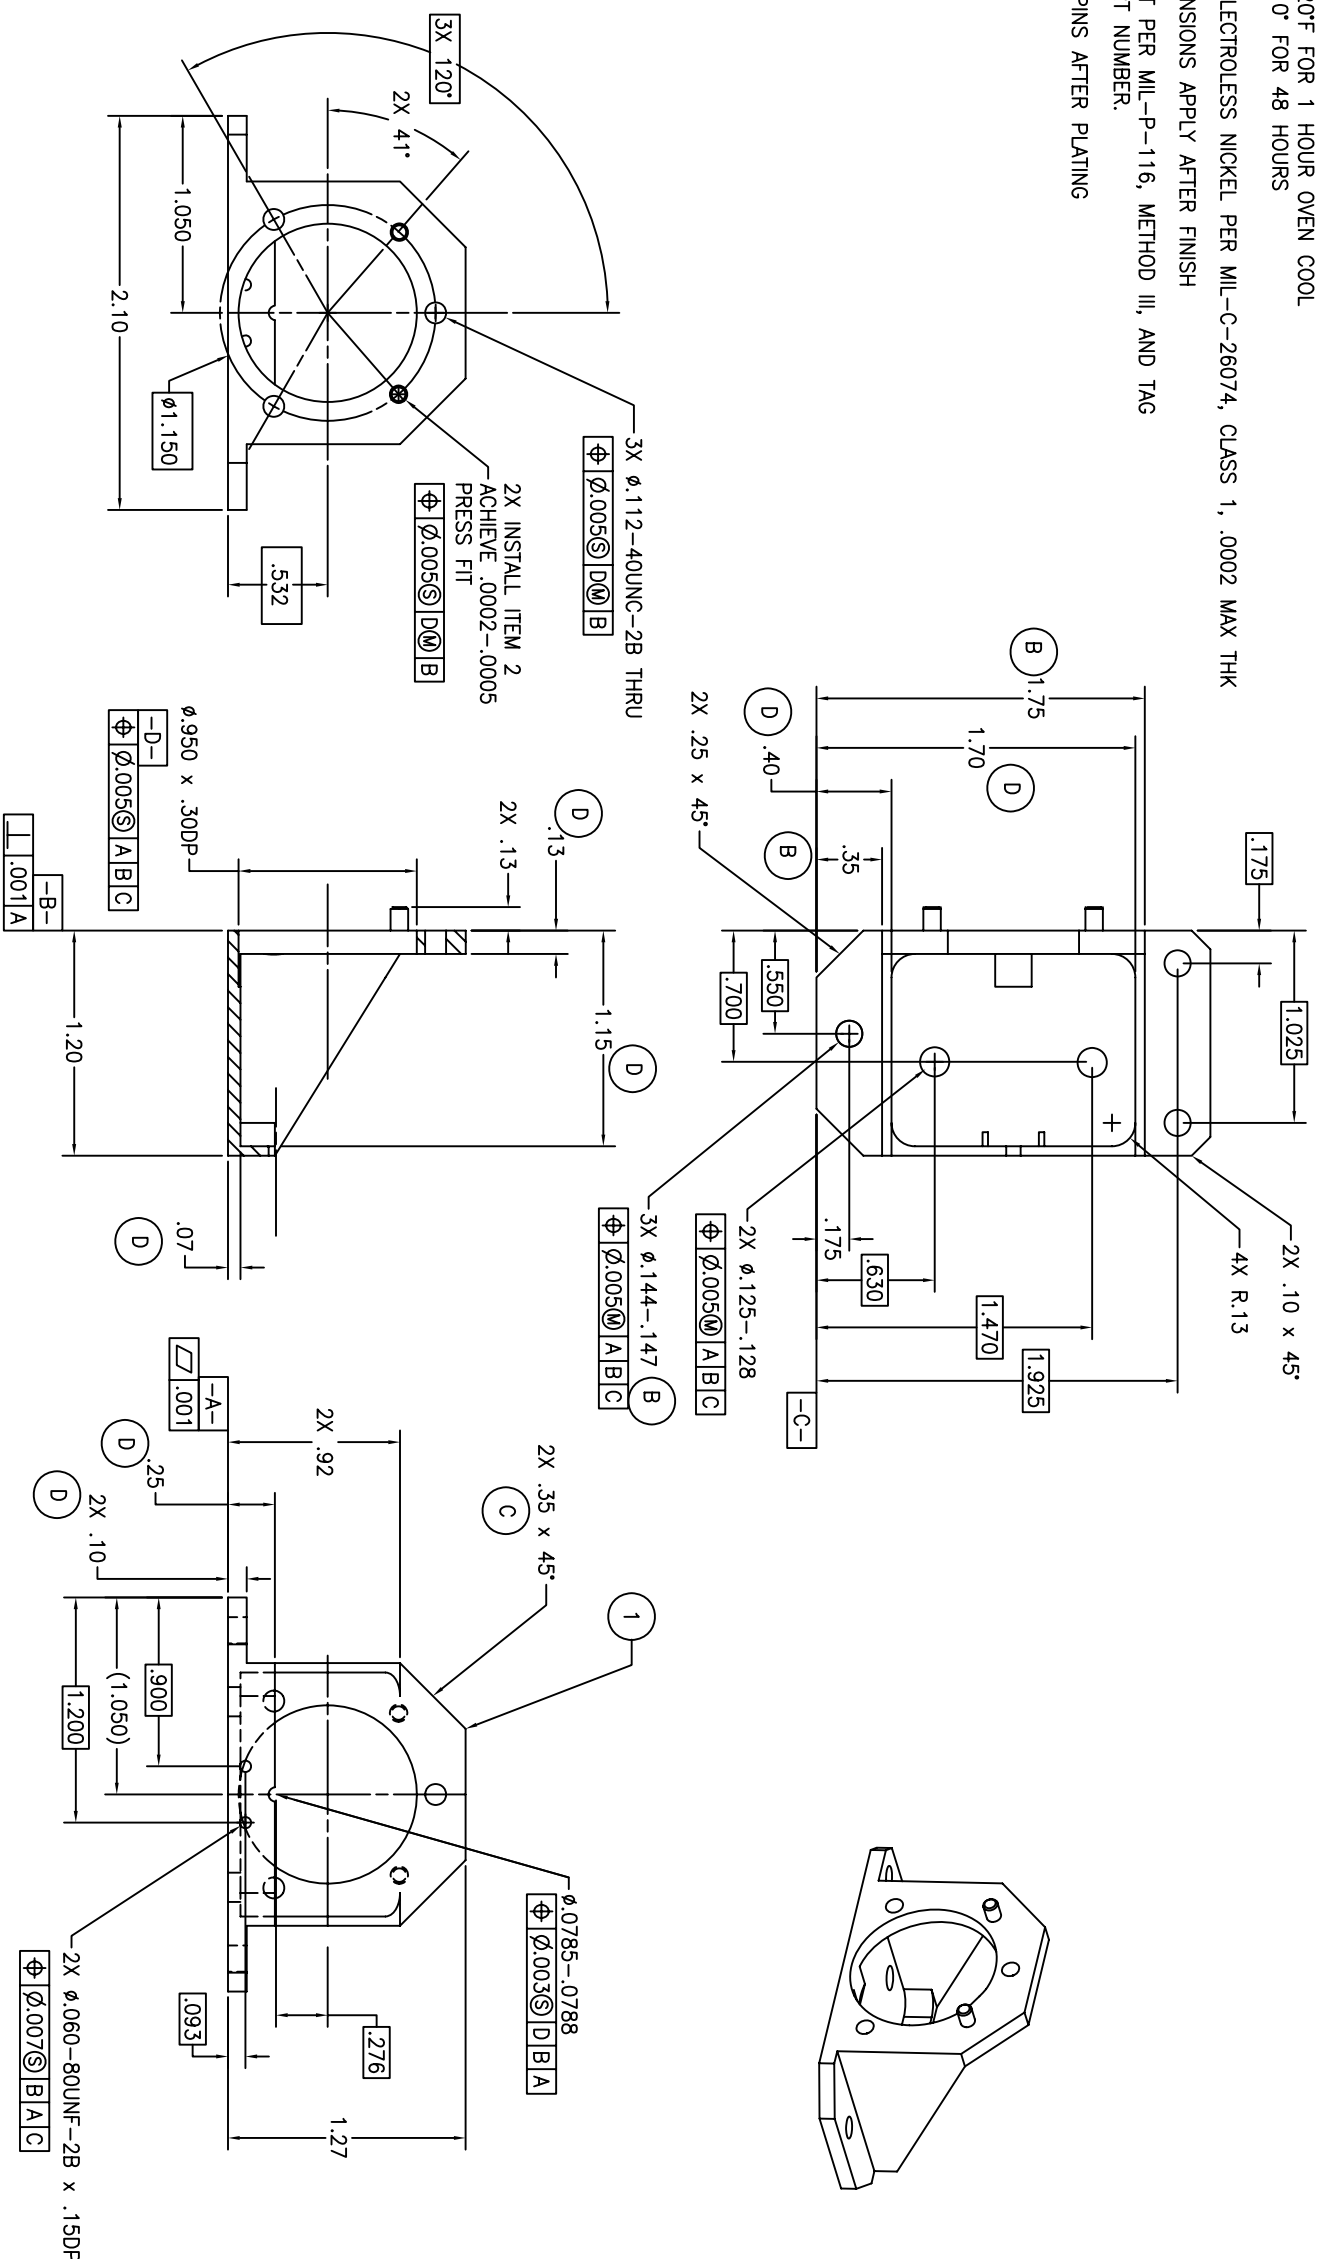 20°F FOR 1 HOUR OVEN COOL
0° FOR 48 HOURS
LECTROLESS NICKEL PER MIL-C-26074, CLASS 1, .0002 MAX THK
NSIONS APPLY AFTER FINISH
T PER MIL-P-116, METHOD III, AND TAG
T NUMBER.
PINS AFTER PLATING
3X 120°
2X 41°
1.050
2.10
ø1.150
.532
3X ø.112-40UNC-2B THRU
⌖ Ø.005Ⓢ DⓂ B
2X INSTALL ITEM 2
ACHIEVE .0002-.0005
PRESS FIT
⌖ Ø.005Ⓢ DⓂ B
B
1.75
1.70
D
D
.40
.35
B
2X .25 x 45°
.175
1.025
.700
.550
2X .10 x 45°
4X R.13
.175
.630
1.470
1.925
2X ø.125-.128
⌖ Ø.005Ⓜ A B C
3X ø.144-.147
B
⌖ Ø.005Ⓜ A B C
-C-
ø.950 x .30DP
-D-
⌖ Ø.005Ⓢ A B C
2X .13
D
.13
-B-
⊥ .001 A
1.20
1.15
D
.07
D
-A-
⏥ .001
2X .92
D
.25
D
2X .10
2X .35 x 45°
C
1
.900
(1.050)
1.200
ø.0785-.0788
⌖ Ø.003Ⓢ D B A
.093
.276
1.27
2X ø.060-80UNF-2B x .15DP
⌖ Ø.007Ⓢ B A C